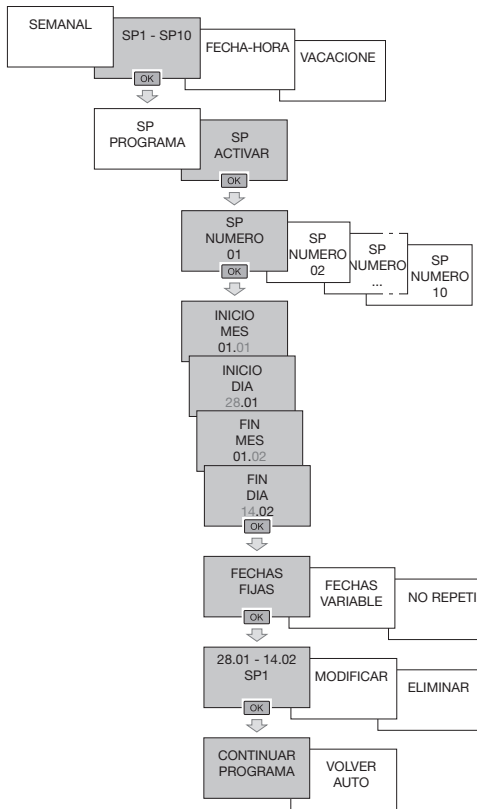 SEMANAL
SP1 - SP10
OK
FECHA-HORA
VACACIONE
SP
PROGRAMA
SP
ACTIVAR
OK
SP
NUMERO
01
OK
SP
NUMERO
02
SP
NUMERO
...
SP
NUMERO
10
INICIO
MES
01.01
INICIO
DIA
28.01
FIN
MES
01.02
FIN
DIA
14.02
OK
FECHAS
FIJAS
OK
FECHAS
VARIABLE
NO REPETI
28.01 - 14.02
SP1
OK
MODIFICAR
ELIMINAR
CONTINUAR
PROGRAMA
VOLVER
AUTO